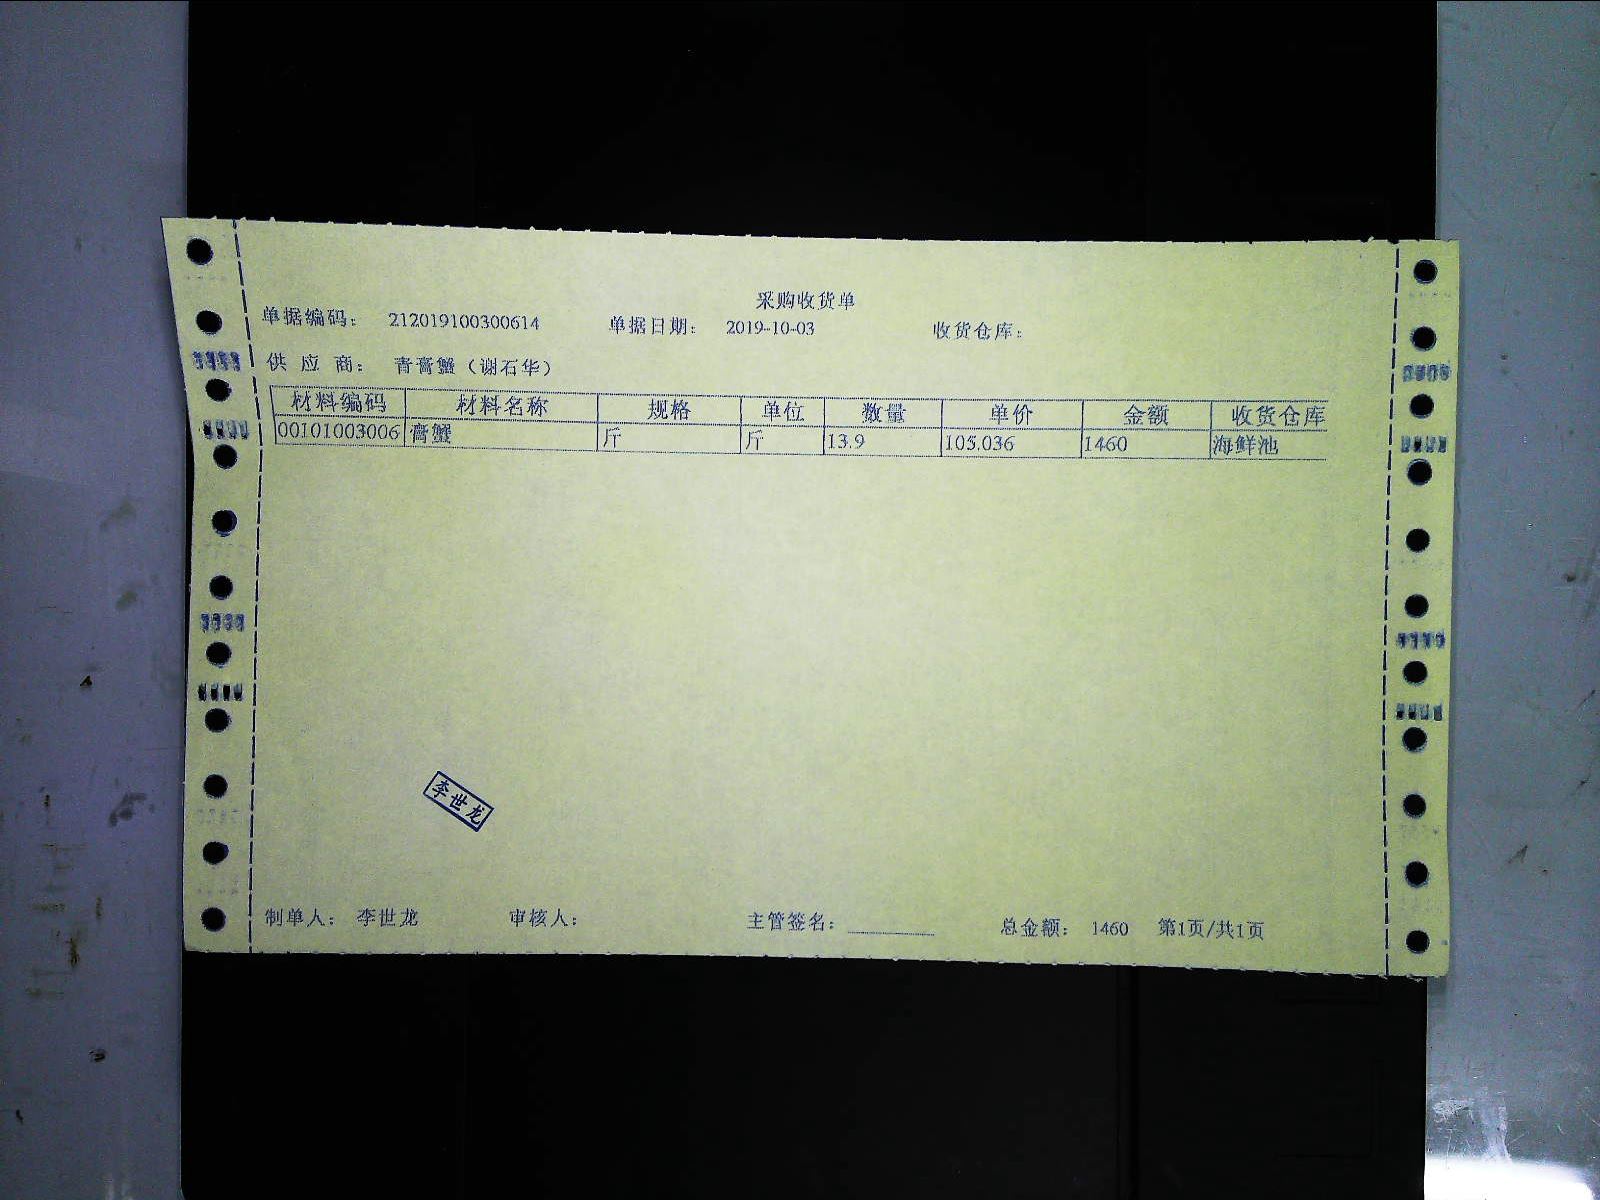 采购收货单
单据编码： 212019100300614 单据日期： 2019-10-03 收货仓库：
供 应 商： 青膏蟹（谢石华）
材料编码 材料名称 规格 单位 数量 单价 金额 收货仓库
00101003006 膏蟹 斤 斤 13.9 105.036 1460 海鲜池
李世龙
制单人： 李世龙 审核人： 主管签名： 总金额： 1460 第1页/共1页